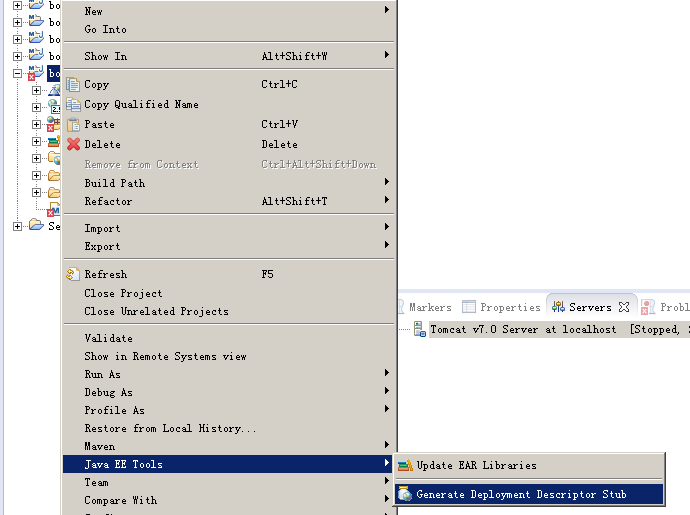 bo
New
bo
Go Into
bo
bo
Show In Alt+Shift+W
bo
Copy Ctrl+C
Copy Qualified Name
Paste Ctrl+V
Delete Delete
Remove from Context Ctrl+Alt+Shift+Down
Build Path
Refactor Alt+Shift+T
Se
Import
Export
Refresh F5
Close Project
Close Unrelated Projects
Markers Properties Servers Probl
Tomcat v7.0 Server at localhost [Stopped,
Validate
Show in Remote Systems view
Run As
Debug As
Profile As
Restore from Local History...
Maven
Java EE Tools
Update EAR Libraries
Team
Compare With
Generate Deployment Descriptor Stub